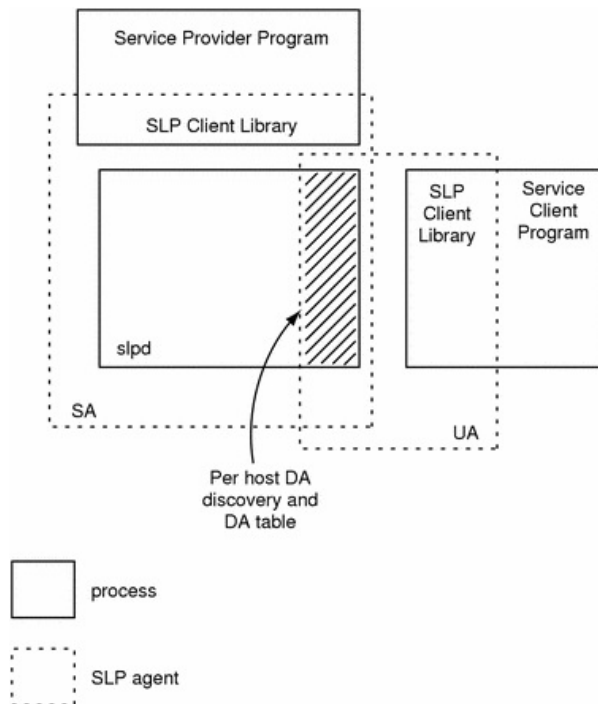 Service Provider Program
SLP Client Library
SLP
Client
Library
Service
Client
Program
slpd
SA
UA
Per host DA
discovery and
DA table
process
SLP agent